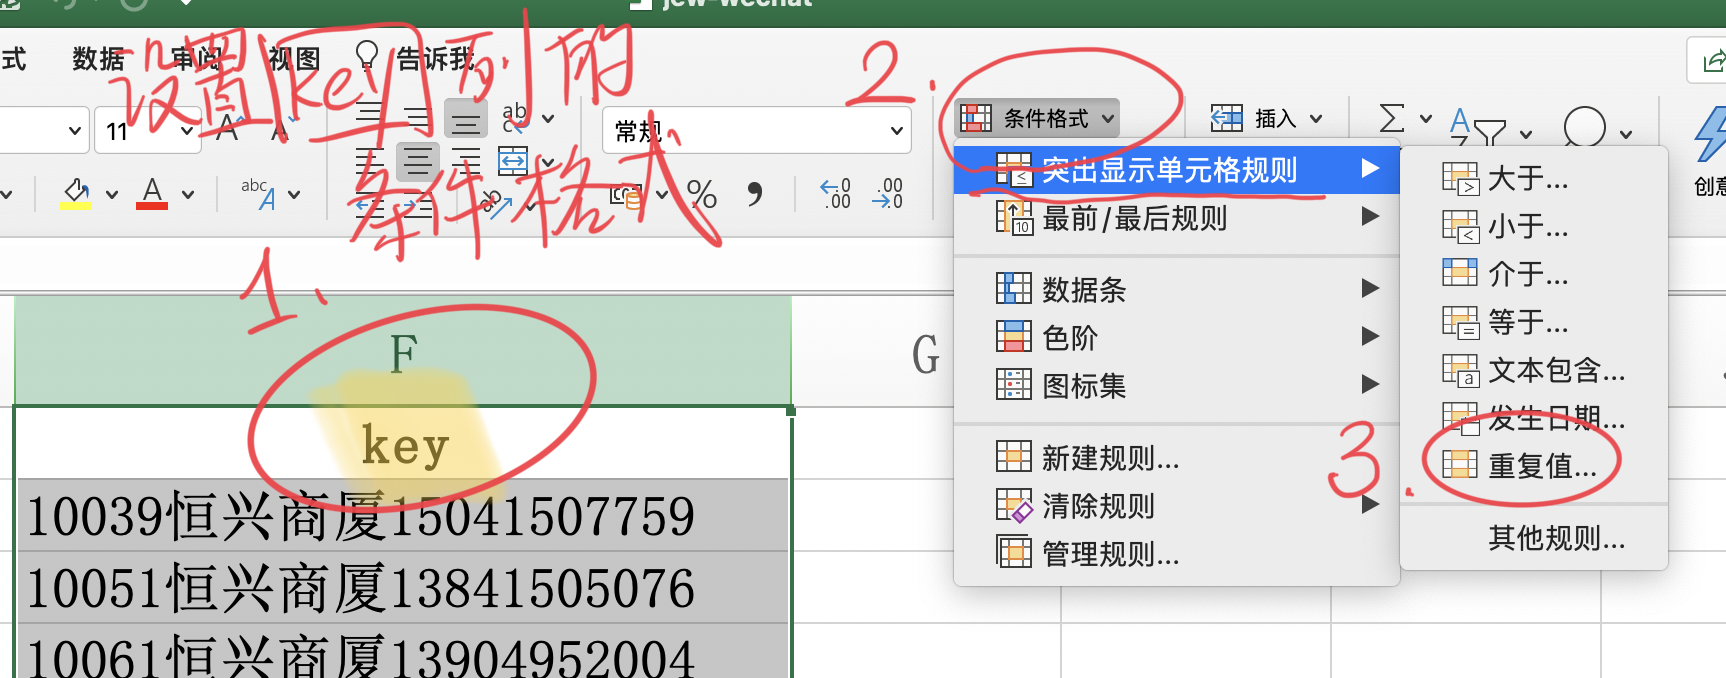 jew-wechat
式 数据 审阅 视图 告诉我
设置[key]列的
条件格式
11 A A ab c 常规 条件格式 插入 Σ
abc A % , .0 .00 .00 .0 创意
1.
2.
3.
突出显示单元格规则
最前/最后规则
数据条
色阶
图标集
新建规则...
清除规则
管理规则...
大于...
小于...
介于...
等于...
文本包含...
发生日期...
重复值...
其他规则...
F G
key
10039恒兴商厦15041507759
10051恒兴商厦13841505076
10061恒兴商厦13904952004